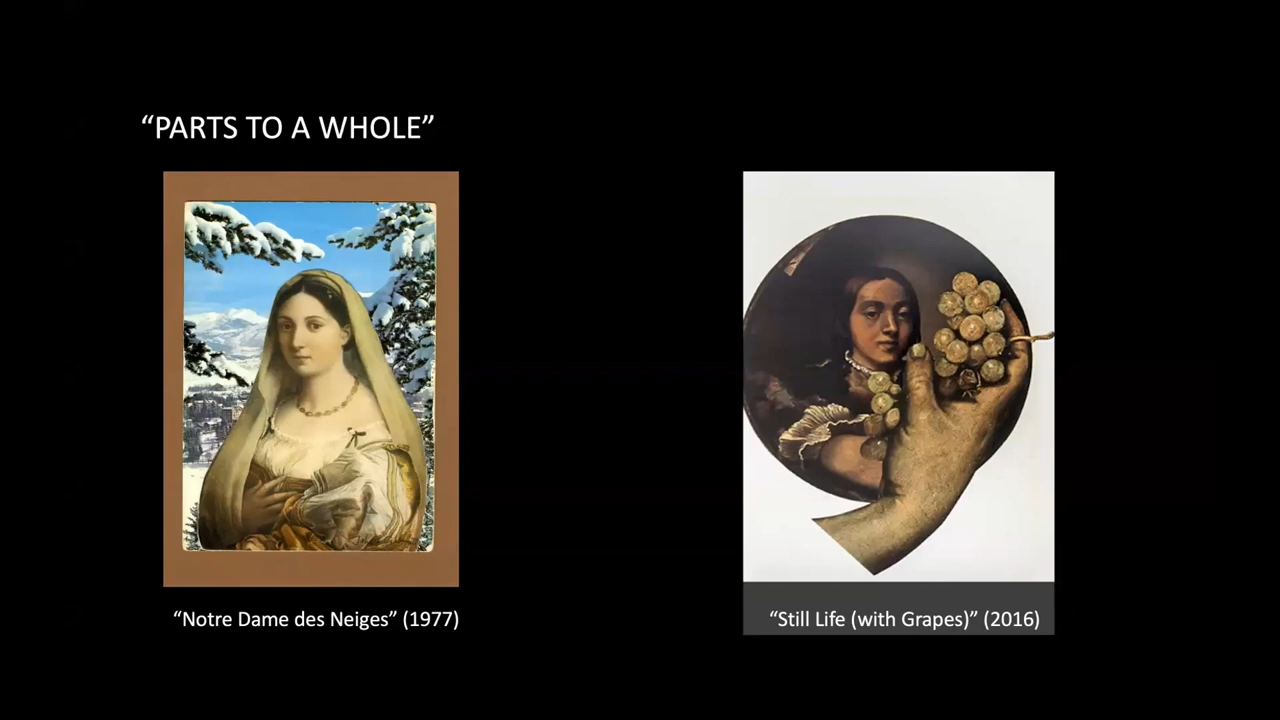 “PARTS TO A WHOLE”
“Notre Dame des Neiges” (1977)
“Still Life (with Grapes)” (2016)